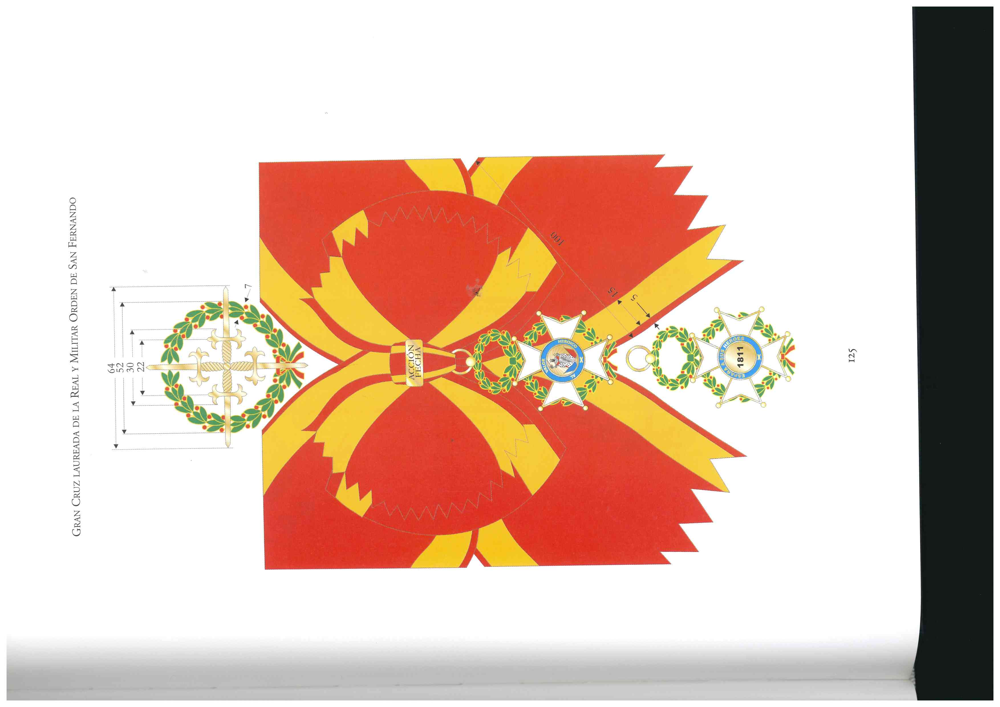 GRAN CRUZ LAUREADA DE LA REAL Y MILITAR ORDEN DE SAN FERNANDO
64
52
30
22
7
ACCIÓN
FECHA
100
15
5
AL VALOR HEROICO
X
ESPAÑA A SUS HEROES
X
1811
125